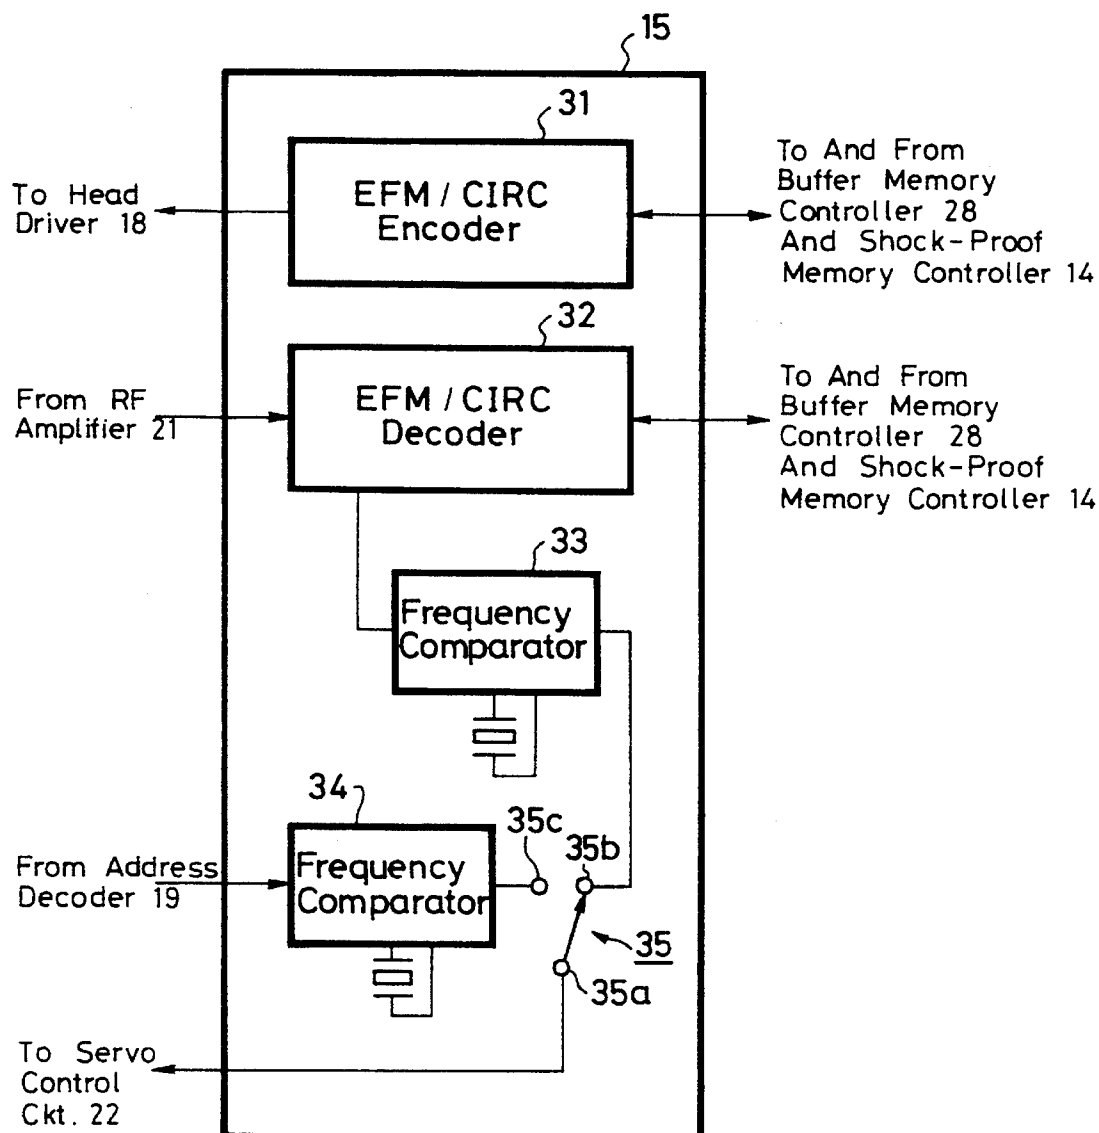 15
31
EFM / CIRC
Encoder
To Head
Driver 18
To And From
Buffer Memory
Controller 28
And Shock-Proof
Memory Controller 14
32
EFM / CIRC
Decoder
From RF
Amplifier 21
To And From
Buffer Memory
Controller 28
And Shock-Proof
Memory Controller 14
33
Frequency
Comparator
34
Frequency
Comparator
35c
35b
From Address
Decoder 19
35
35a
To Servo
Control
Ckt. 22